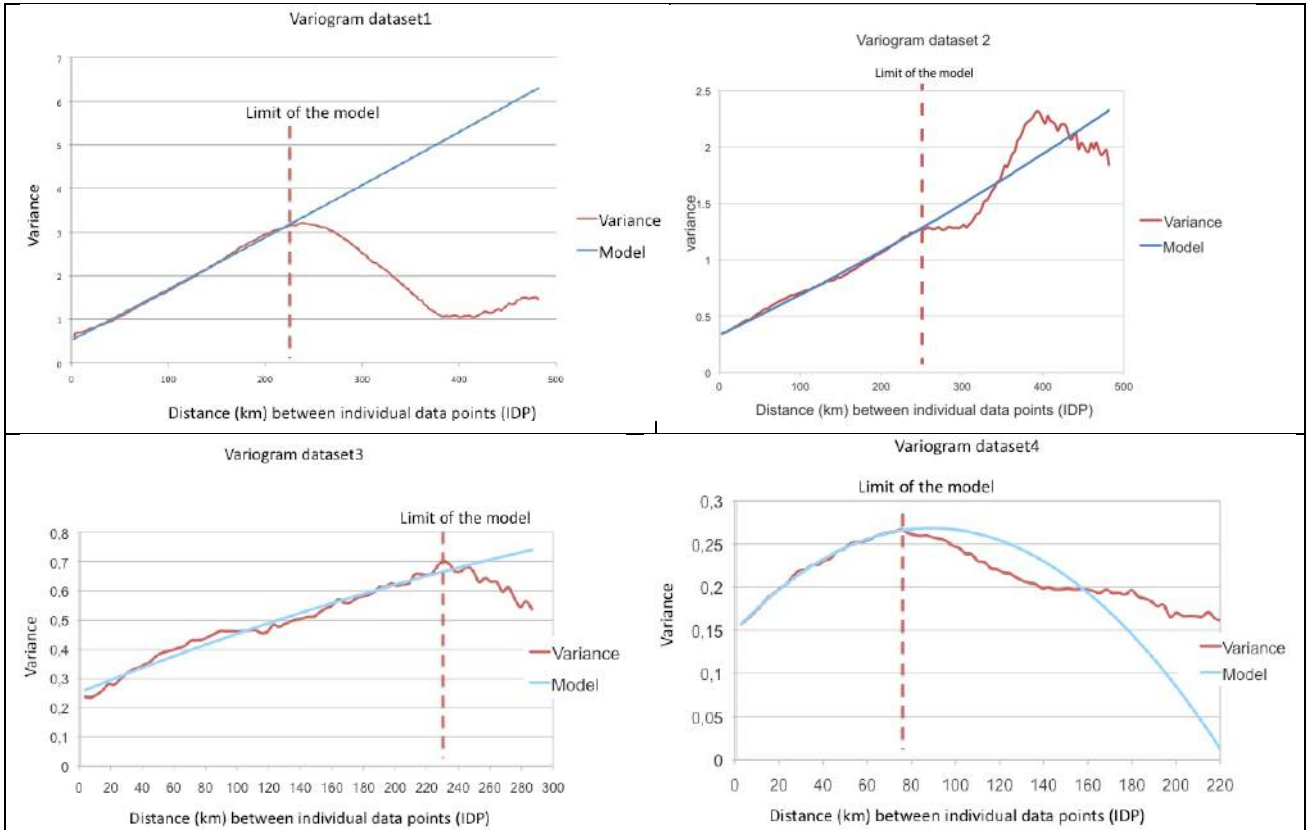 Variogram dataset1
7
6
5
4
3
2
1
0
Variance
Limit of the model
Variance
Model
0 100 200 300 400 500
Distance (km) between individual data points (IDP)
Variogram dataset 2
Limit of the model
2.5
2
1.5
1
0.5
0
variance
Variance
Model
0 100 200 300 400 500
Distance (km) between individual data points (IDP)
Variogram dataset3
Limit of the model
0.8
0,7
0,6
0,5
0,4
0,3
0,2
0,1
0
Variance
Variance
Model
0 20 40 60 80 100 120 140 160 180 200 220 240 260 280 300
Distance (km) between individual data points (IDP)
Variogram dataset4
Limit of the model
0,3
0,25
0,2
0,15
0,1
0,05
0
Variance
Variance
Model
0 20 40 60 80 100 120 140 160 180 200 220
Distance (km) between individual data points (IDP)